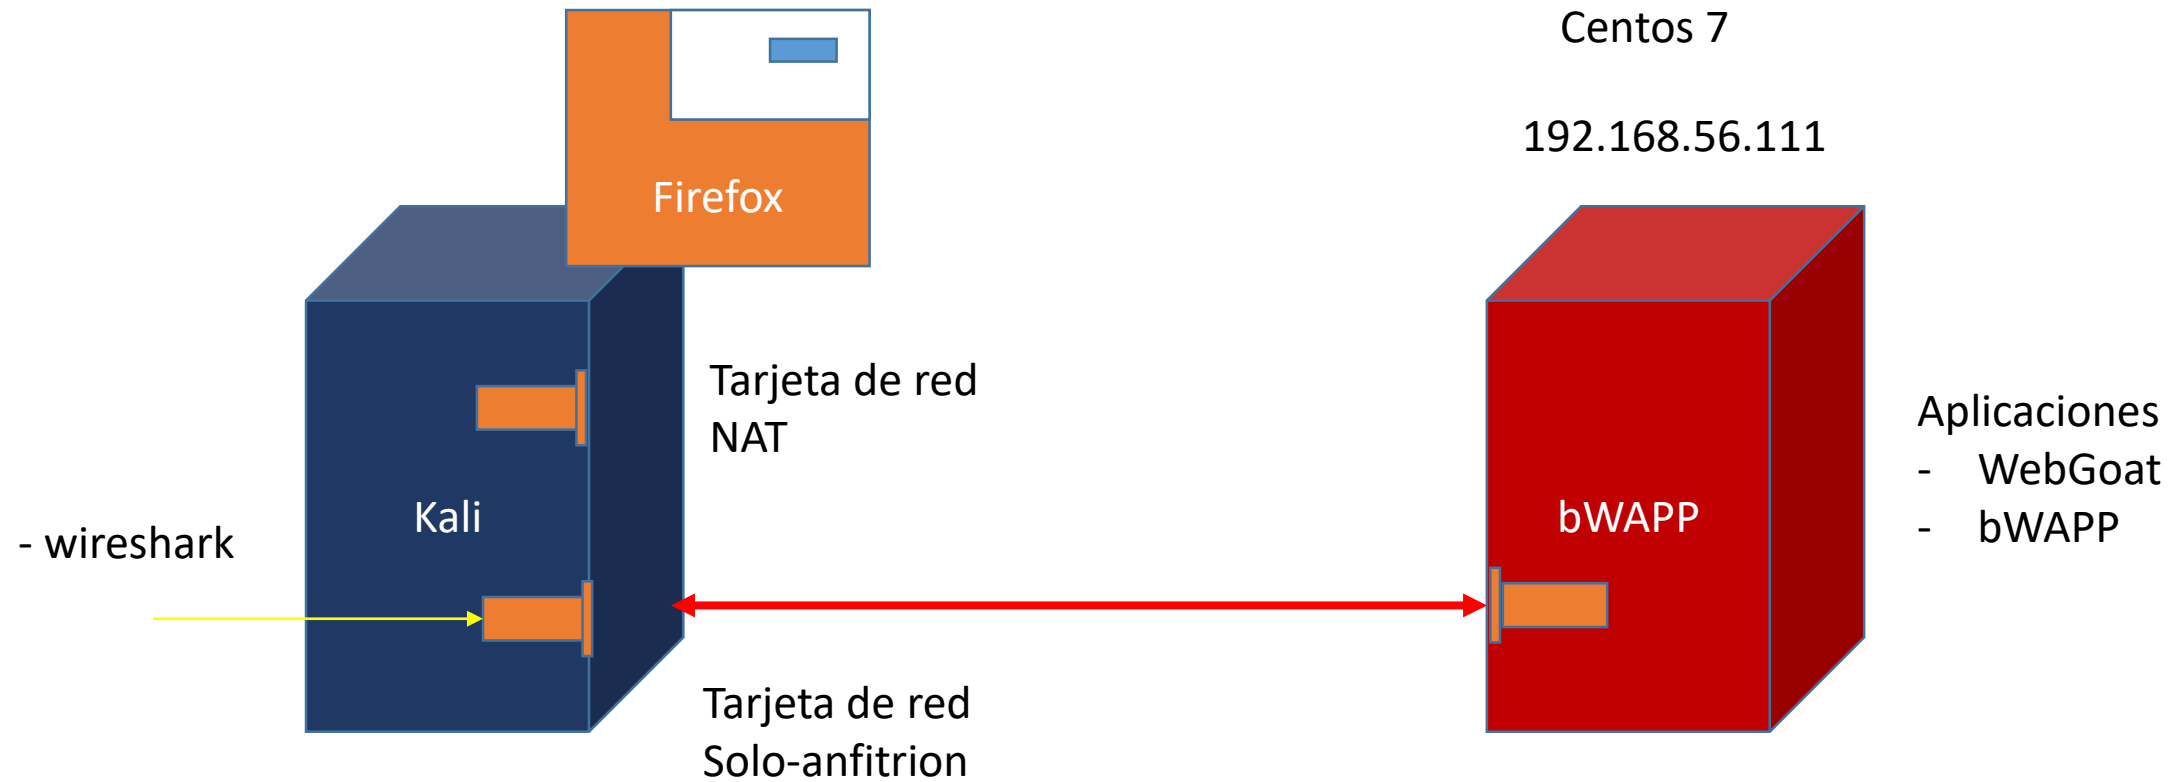 Centos 7
192.168.56.111
Firefox
Tarjeta de red
NAT
Kali
- wireshark
Tarjeta de red
Solo-anfitrion
bWAPP
Aplicaciones
- WebGoat
- bWAPP